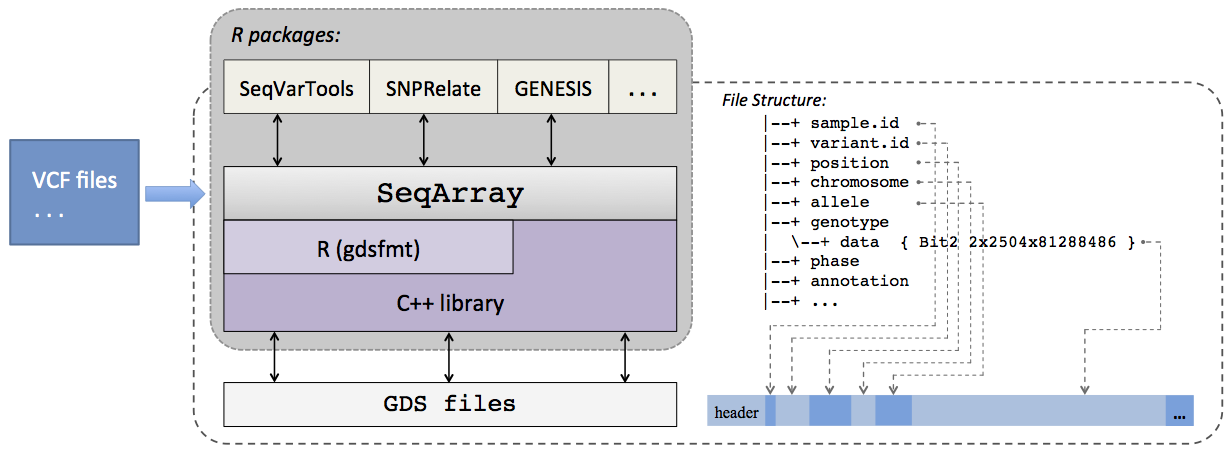 R packages:
SeqVarTools SNPRelate GENESIS ...
VCF files
...
SeqArray
R (gdsfmt)
C++ library
GDS files
File Structure:
|--+ sample.id
|--+ variant.id
|--+ position
|--+ chromosome
|--+ allele
|--+ genotype
| \--+ data { Bit2 2x2504x81288486 }
|--+ phase
|--+ annotation
|--+ ...
header ...